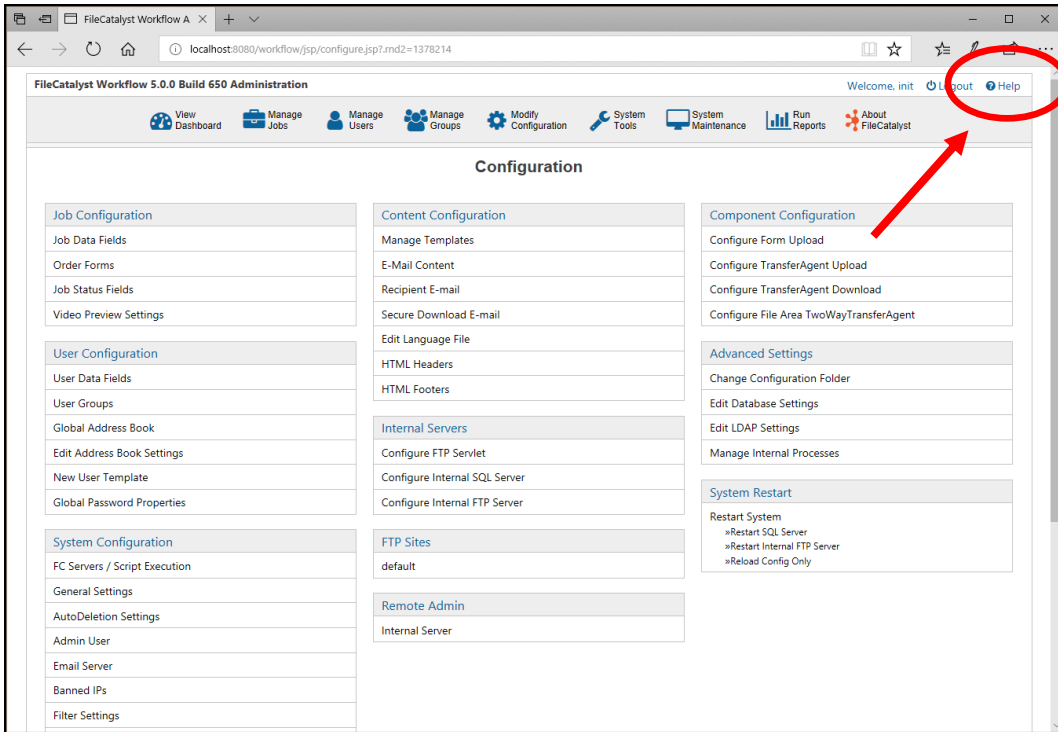 FileCatalyst Workflow A
localhost:8080/workflow/jsp/configure.jsp?.rnd2=1378214
FileCatalyst Workflow 5.0.0 Build 650 Administration
Welcome, init Logout Help
View Dashboard
Manage Jobs
Manage Users
Manage Groups
Modify Configuration
System Tools
System Maintenance
Run Reports
About FileCatalyst
Configuration
Job Configuration
Job Data Fields
Order Forms
Job Status Fields
Video Preview Settings
User Configuration
User Data Fields
User Groups
Global Address Book
Edit Address Book Settings
New User Template
Global Password Properties
System Configuration
FC Servers / Script Execution
General Settings
AutoDeletion Settings
Admin User
Email Server
Banned IPs
Filter Settings
Content Configuration
Manage Templates
E-Mail Content
Recipient E-mail
Secure Download E-mail
Edit Language File
HTML Headers
HTML Footers
Internal Servers
Configure FTP Servlet
Configure Internal SQL Server
Configure Internal FTP Server
FTP Sites
default
Remote Admin
Internal Server
Component Configuration
Configure Form Upload
Configure TransferAgent Upload
Configure TransferAgent Download
Configure File Area TwoWayTransferAgent
Advanced Settings
Change Configuration Folder
Edit Database Settings
Edit LDAP Settings
Manage Internal Processes
System Restart
Restart System
»Restart SQL Server
»Restart Internal FTP Server
»Reload Config Only